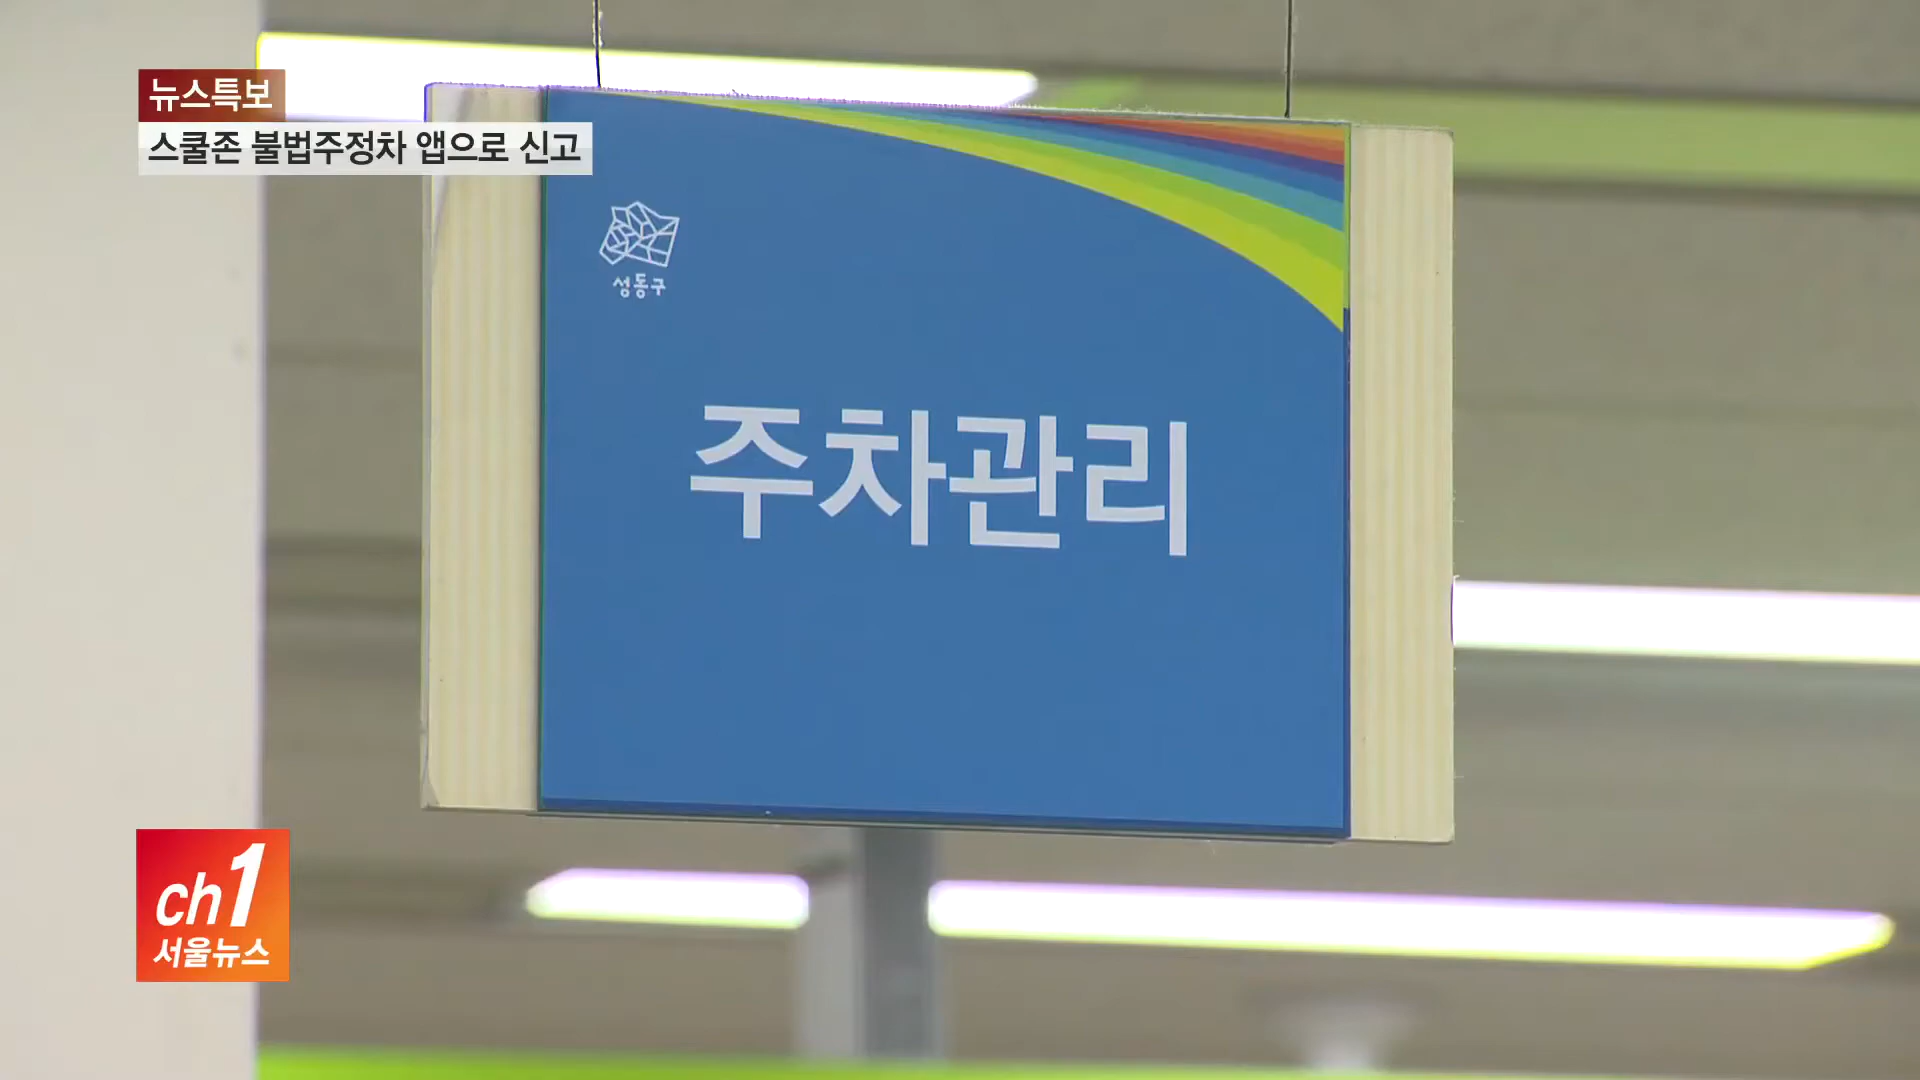 뉴스특보
스쿨존 불법주정차 앱으로 신고
성동구
주차관리
ch1
서울뉴스